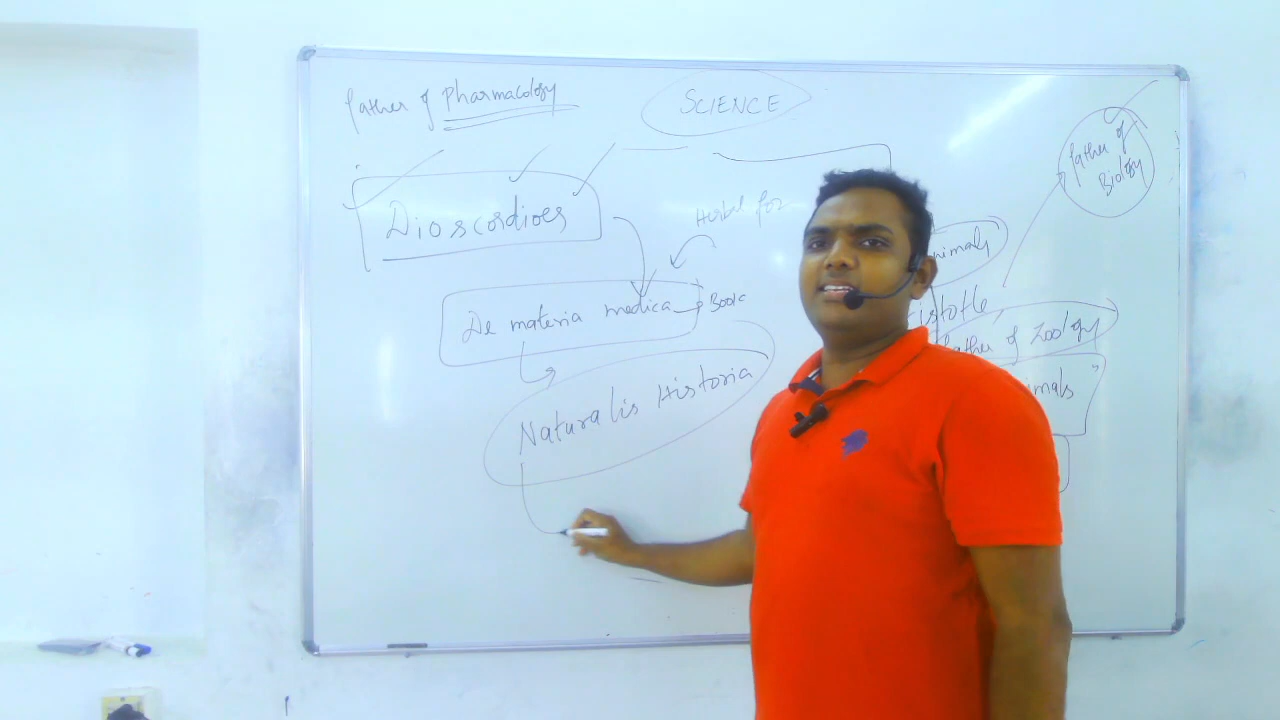 Father of Pharmacology
SCIENCE
Father of
Biology
Dioscordioes
Herbal for
nimals
De materia medica → Book
istotle
Father of Zoology
Naturalis Historia
imals